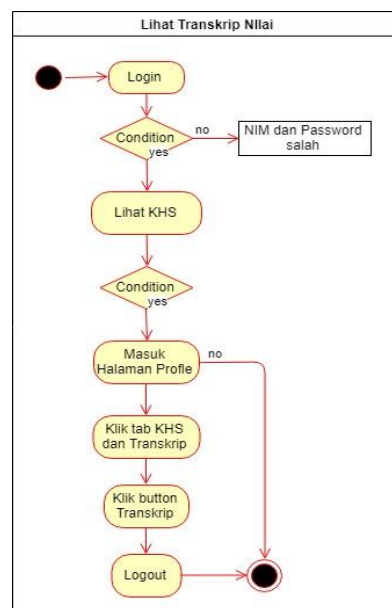 Lihat Transkrip NIlai
Login
Condition
no
yes
NIM dan Password
salah
Lihat KHS
Condition
yes
Masuk
Halaman Profle
no
Klik tab KHS
dan Transkrip
Klik button
Transkrip
Logout